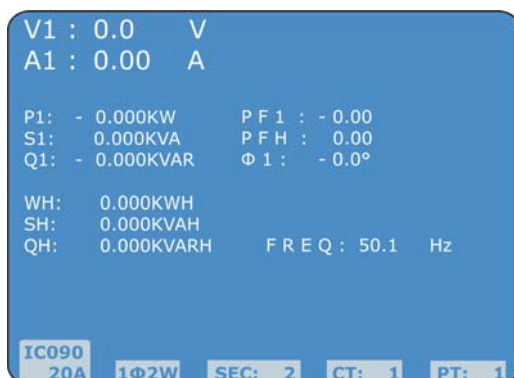 V1 : 0.0 V
A1 : 0.00 A
P1: - 0.000KW PF1 : - 0.00
S1: 0.000KVA PFH : 0.00
Q1: - 0.000KVAR Φ1: - 0.0°
WH: 0.000KWH
SH: 0.000KVAH
QH: 0.000KVARH FREQ: 50.1 Hz
IC090
20A 1Φ2W SEC: 2 CT: 1 PT: 1